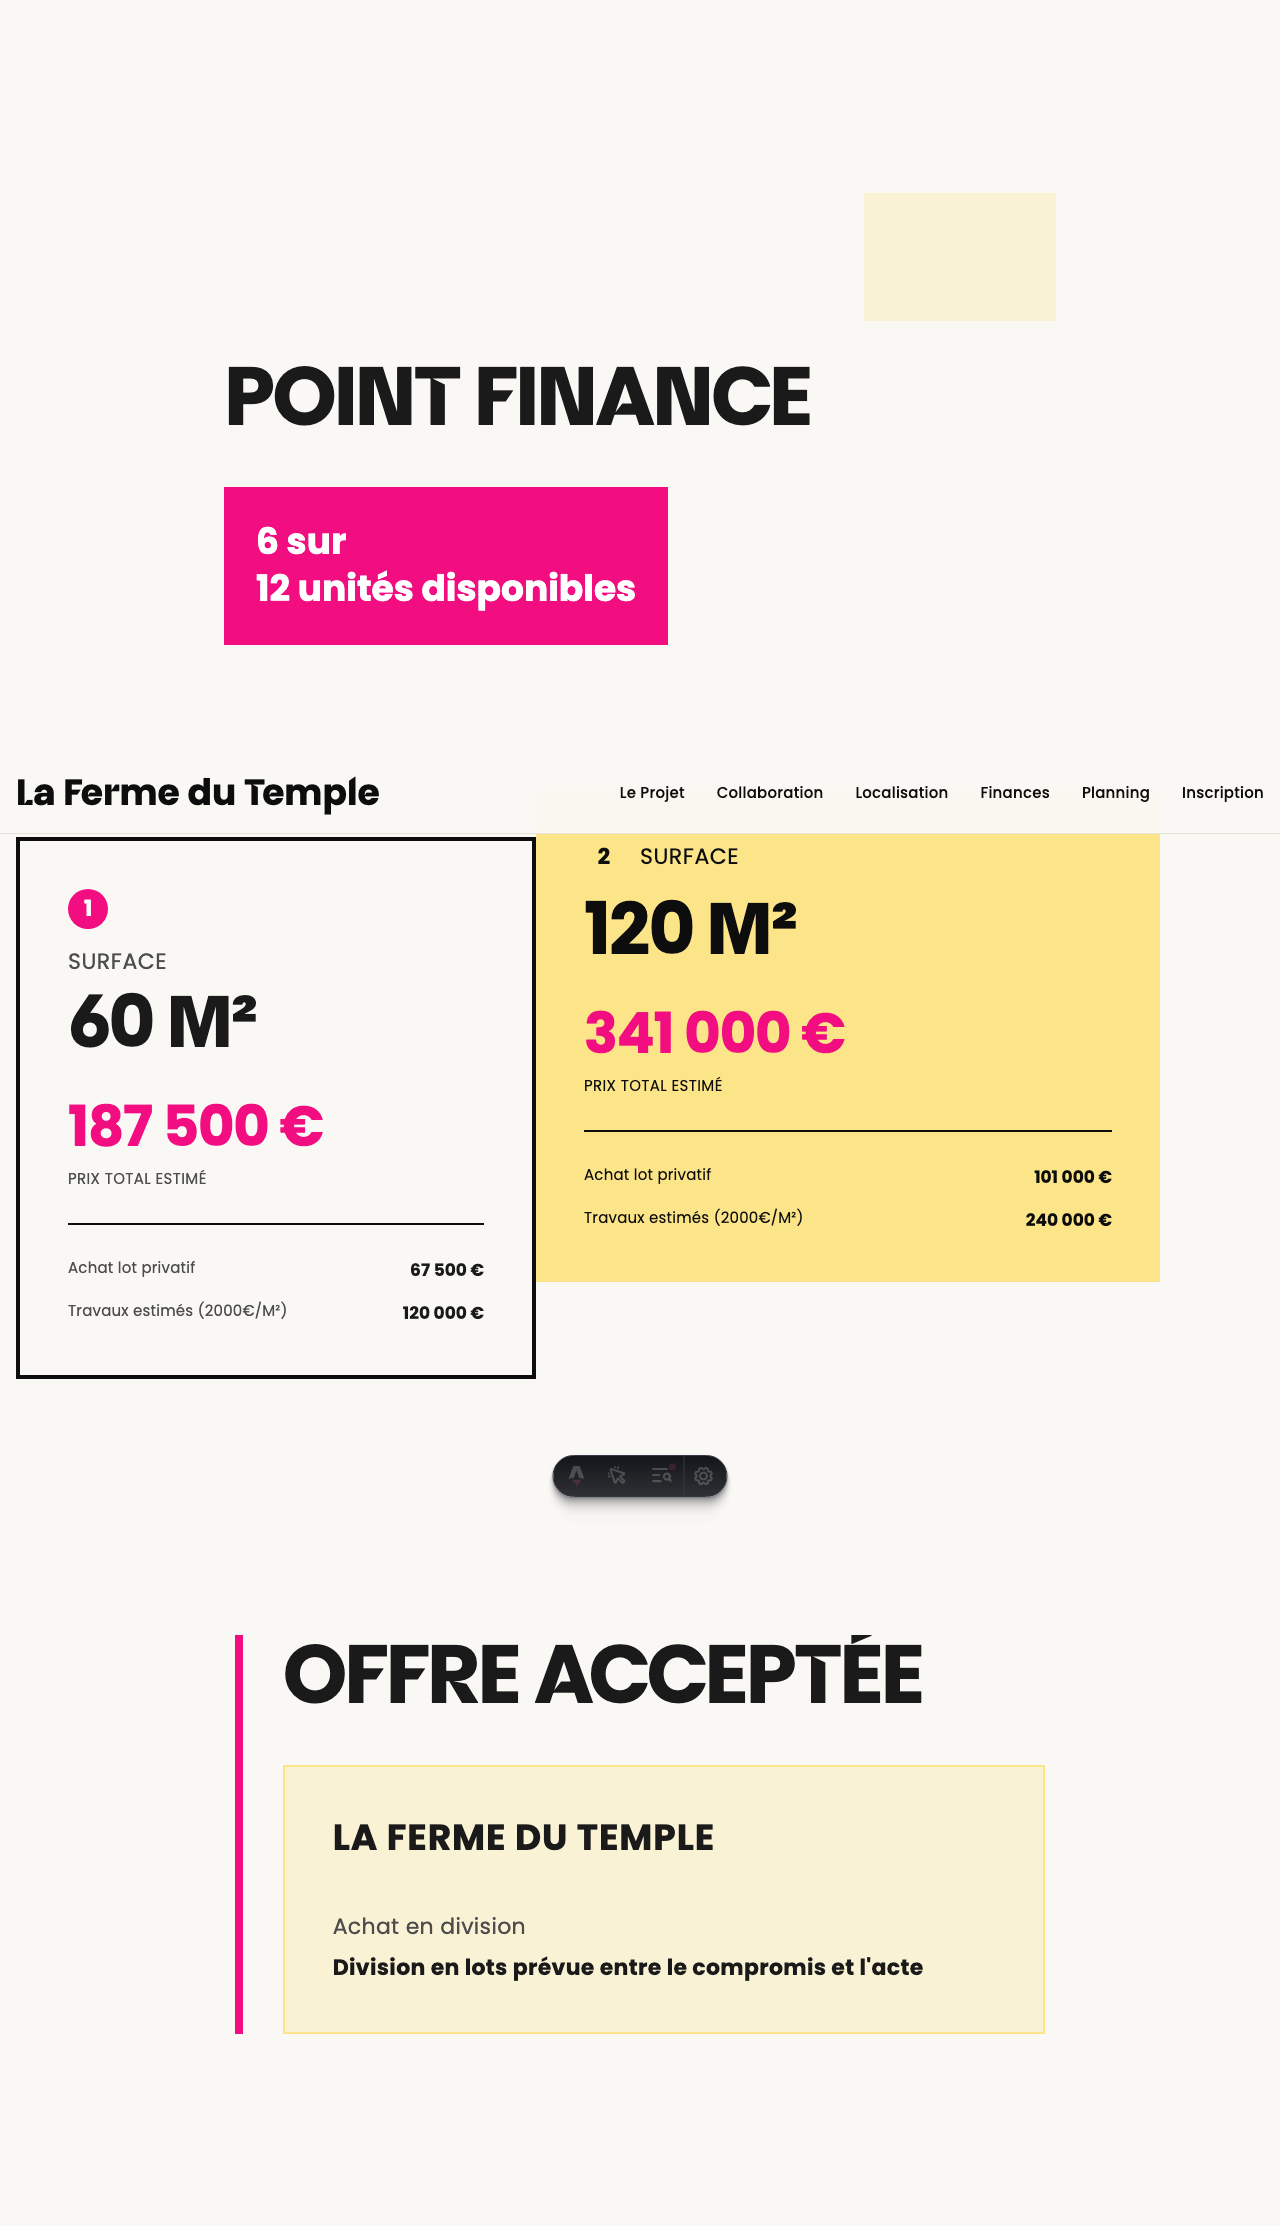 POINT FINANCE
6 sur
12 unités disponibles
La Ferme du Temple
Le Projet Collaboration Localisation Finances Planning Inscription
1
SURFACE
60 M²
187 500 €
PRIX TOTAL ESTIMÉ
Achat lot privatif 67 500 €
Travaux estimés (2000€/M²) 120 000 €
2 SURFACE
120 M²
341 000 €
PRIX TOTAL ESTIMÉ
Achat lot privatif 101 000 €
Travaux estimés (2000€/M²) 240 000 €
OFFRE ACCEPTÉE
LA FERME DU TEMPLE
Achat en division
Division en lots prévue entre le compromis et l'acte